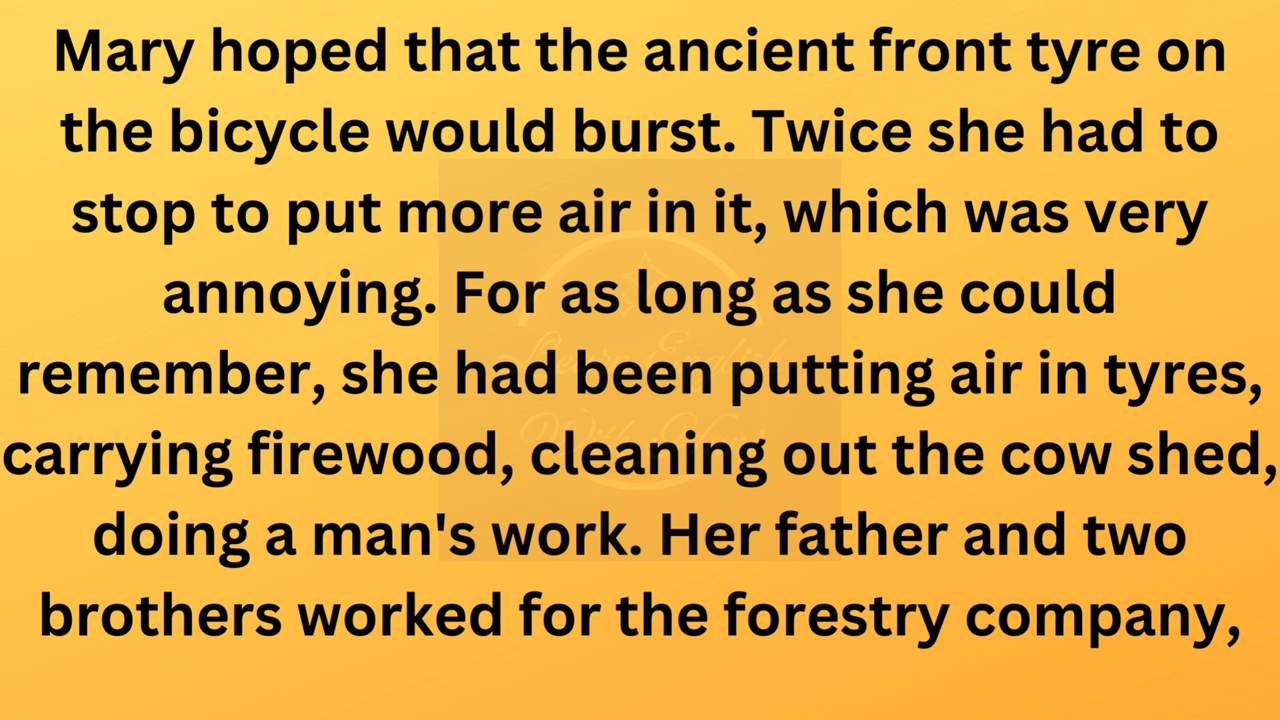 Mary hoped that the ancient front tyre on
the bicycle would burst. Twice she had to
stop to put more air in it, which was very
annoying. For as long as she could
remember, she had been putting air in tyres,
carrying firewood, cleaning out the cow shed,
doing a man's work. Her father and two
brothers worked for the forestry company,
Learn English
With